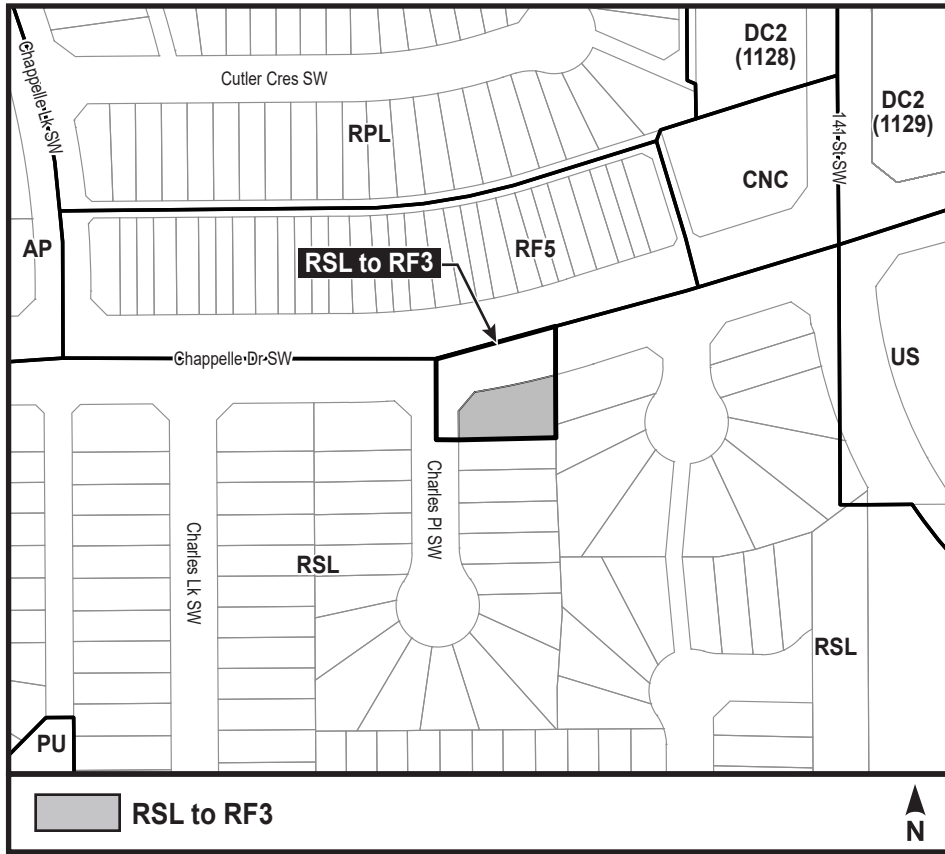 DC2
(1128)
Cutler Cres SW
Chappelle Lk SW
DC2
(1129)
141 St SW
RPL
CNC
AP
RF5
RSL to RF3
Chappelle Dr SW
US
Charles Pl SW
Charles Lk SW
RSL
RSL
PU
RSL to RF3
N